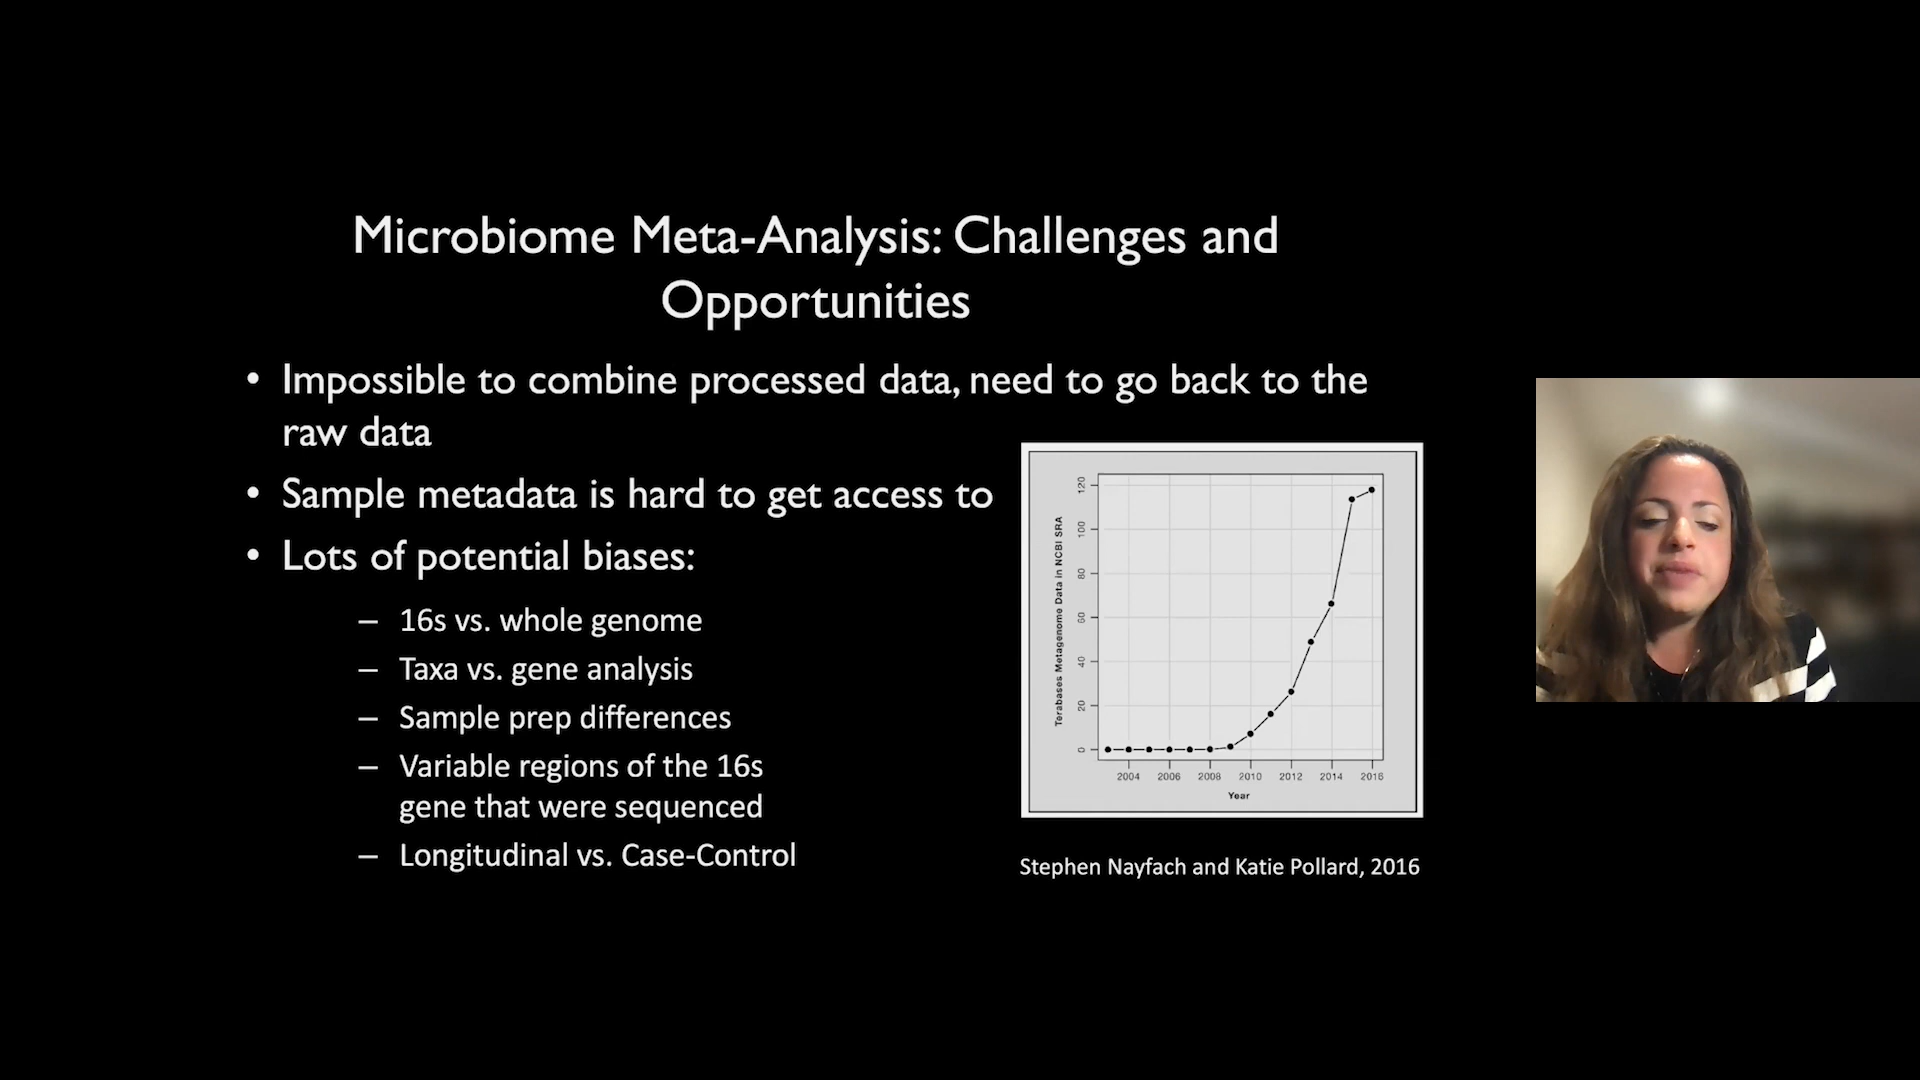 Microbiome Meta-Analysis: Challenges and
Opportunities
• Impossible to combine processed data, need to go back to the
raw data
• Sample metadata is hard to get access to
• Lots of potential biases:
– 16s vs. whole genome
– Taxa vs. gene analysis
– Sample prep differences
– Variable regions of the 16s
gene that were sequenced
– Longitudinal vs. Case-Control
Terabases Metagenome Data in NCBI SRA
120
100
80
60
40
20
0
2004 2006 2008 2010 2012 2014 2016
Year
Stephen Nayfach and Katie Pollard, 2016